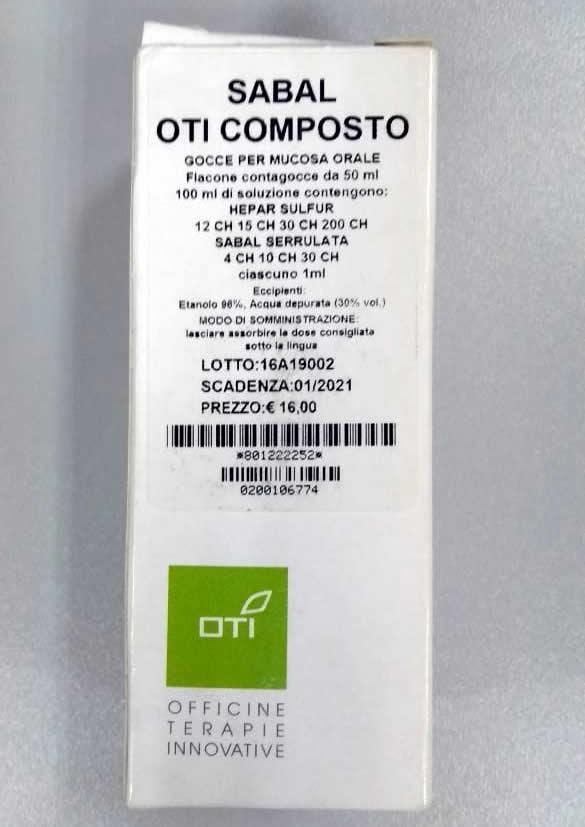 SABAL
OTI COMPOSTO
GOCCE PER MUCOSA ORALE
Flacone contagocce da 50 ml
100 ml di soluzione contengono:
HEPAR SULFUR
12 CH 15 CH 30 CH 200 CH
SABAL SERRULATA
4 CH 10 CH 30 CH
ciascuno 1ml
Eccipienti:
Etanolo 96%, Acqua depurata (30% vol.)
MODO DI SOMMINISTRAZIONE:
lasciare assorbire la dose consigliata
sotto la lingua
LOTTO:16A19002
SCADENZA:01/2021
PREZZO:€ 16,00
*801222252*
0200106774
OTI
OFFICINE
TERAPIE
INNOVATIVE